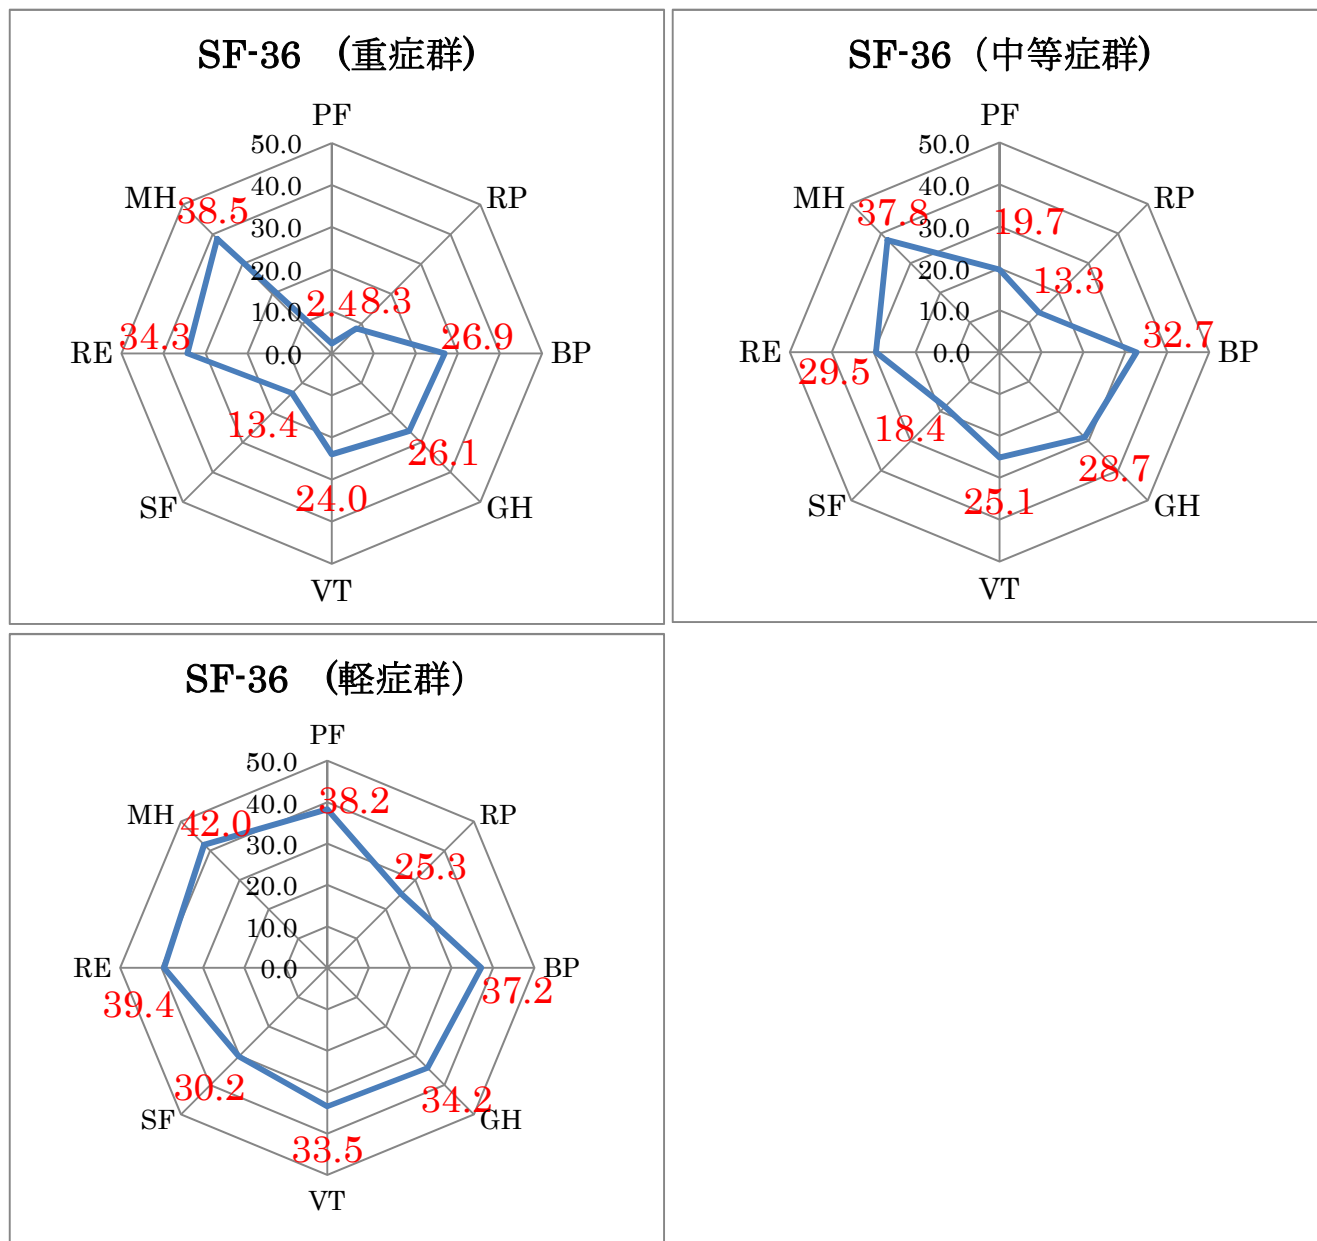 SF-36 (重症群)
PF
50.0
40.0
30.0
20.0
10.0
0.0
MH
RP
38.5
2.4
8.3
RE
34.3
26.9
BP
13.4
26.1
SF
24.0
GH
VT
SF-36 (中等症群)
PF
50.0
40.0
30.0
20.0
10.0
0.0
MH
RP
37.8
19.7
13.3
RE
29.5
32.7
BP
18.4
28.7
SF
25.1
GH
VT
SF-36 (軽症群)
PF
50.0
40.0
30.0
20.0
10.0
0.0
MH
RP
42.0
38.2
25.3
RE
39.4
BP
37.2
30.2
34.2
SF
GH
33.5
VT